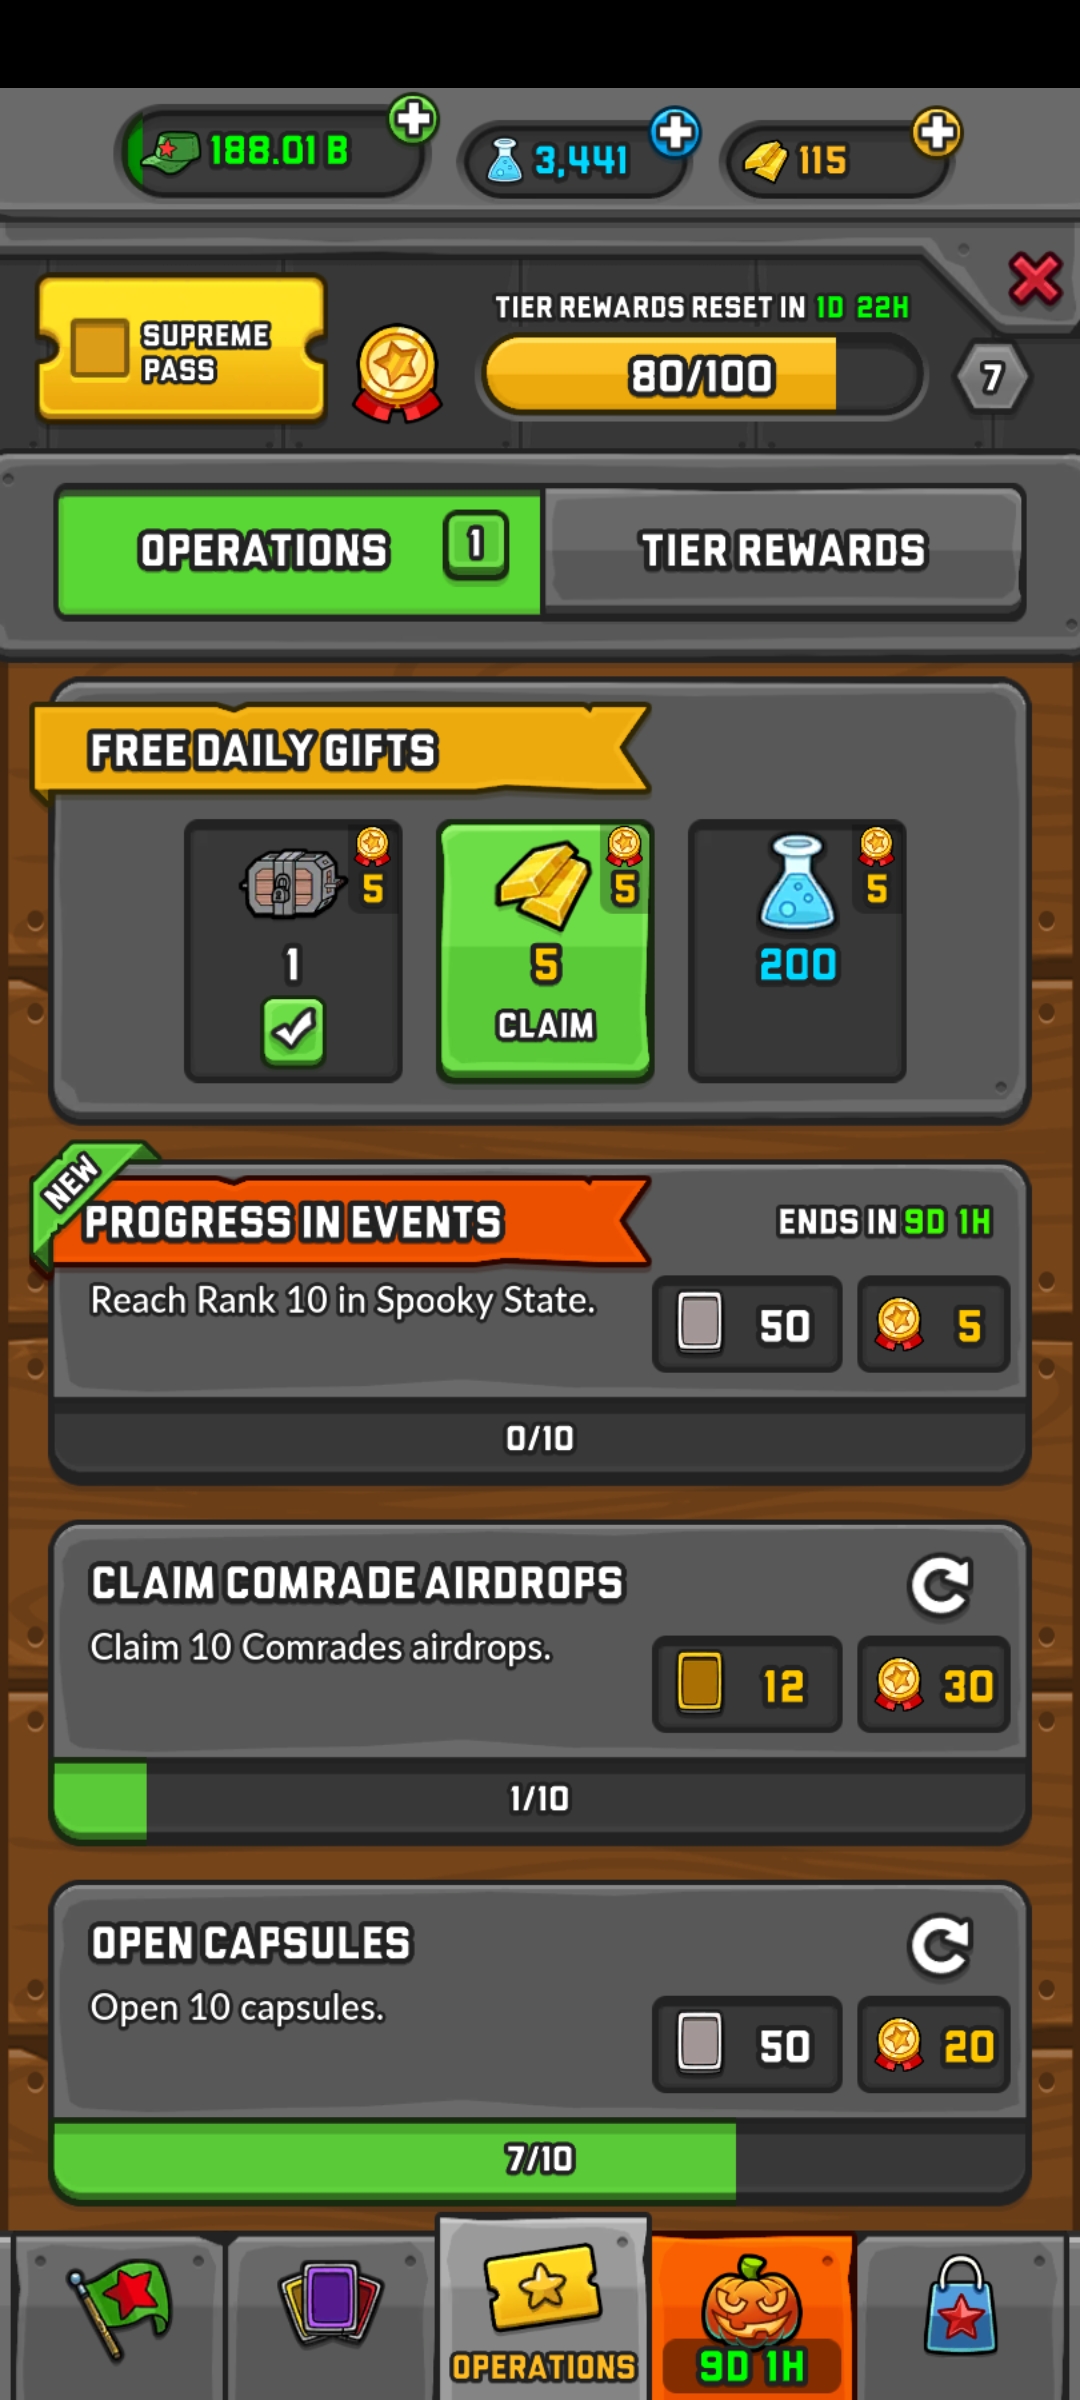 188.01 B
3,441
115
TIER REWARDS RESET IN 1D 22H
SUPREME
PASS
80/100
7
OPERATIONS
1
TIER REWARDS
FREE DAILY GIFTS
5
5
5
1
5
200
CLAIM
NEW
PROGRESS IN EVENTS
ENDS IN 9D 1H
Reach Rank 10 in Spooky State.
50
5
0/10
CLAIM COMRADE AIRDROPS
Claim 10 Comrades airdrops.
12
30
1/10
OPEN CAPSULES
Open 10 capsules.
50
20
7/10
OPERATIONS
9D 1H